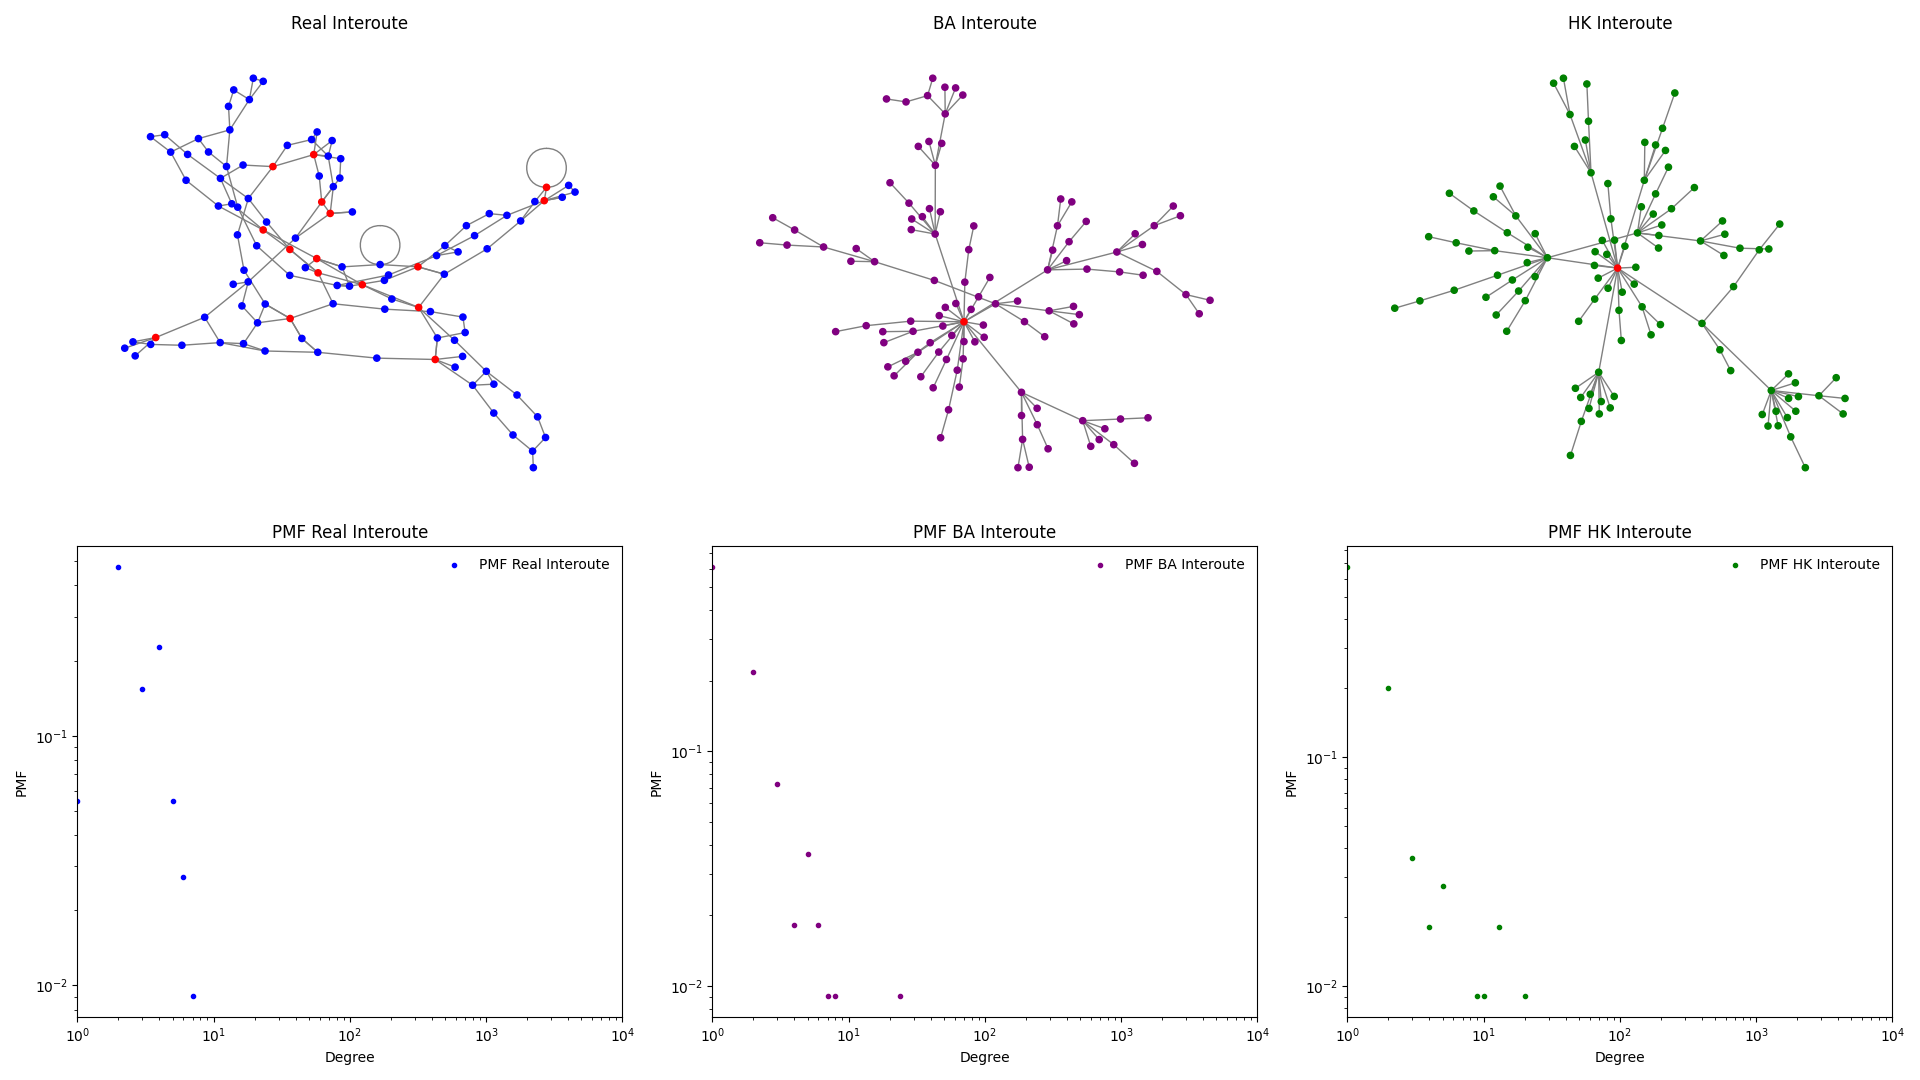 Real Interoute
BA Interoute
HK Interoute
PMF Real Interoute
PMF Real Interoute
10⁻¹
10⁻²
PMF
10⁰ 10¹ 10² 10³ 10⁴
Degree
PMF BA Interoute
PMF BA Interoute
10⁻¹
10⁻²
PMF
10⁰ 10¹ 10² 10³ 10⁴
Degree
PMF HK Interoute
PMF HK Interoute
10⁻¹
10⁻²
PMF
10⁰ 10¹ 10² 10³ 10⁴
Degree